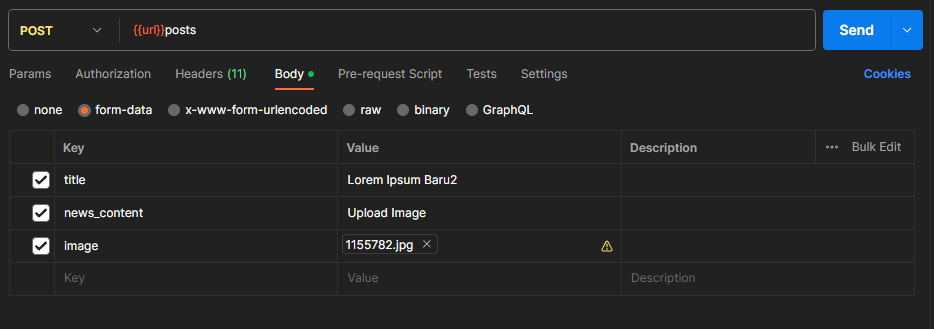 POST {{url}}posts Send
Params Authorization Headers (11) Body Pre-request Script Tests Settings Cookies
none form-data x-www-form-urlencoded raw binary GraphQL
Key Value Description ••• Bulk Edit
title Lorem Ipsum Baru2
news_content Upload Image
image 1155782.jpg
Key Value Description